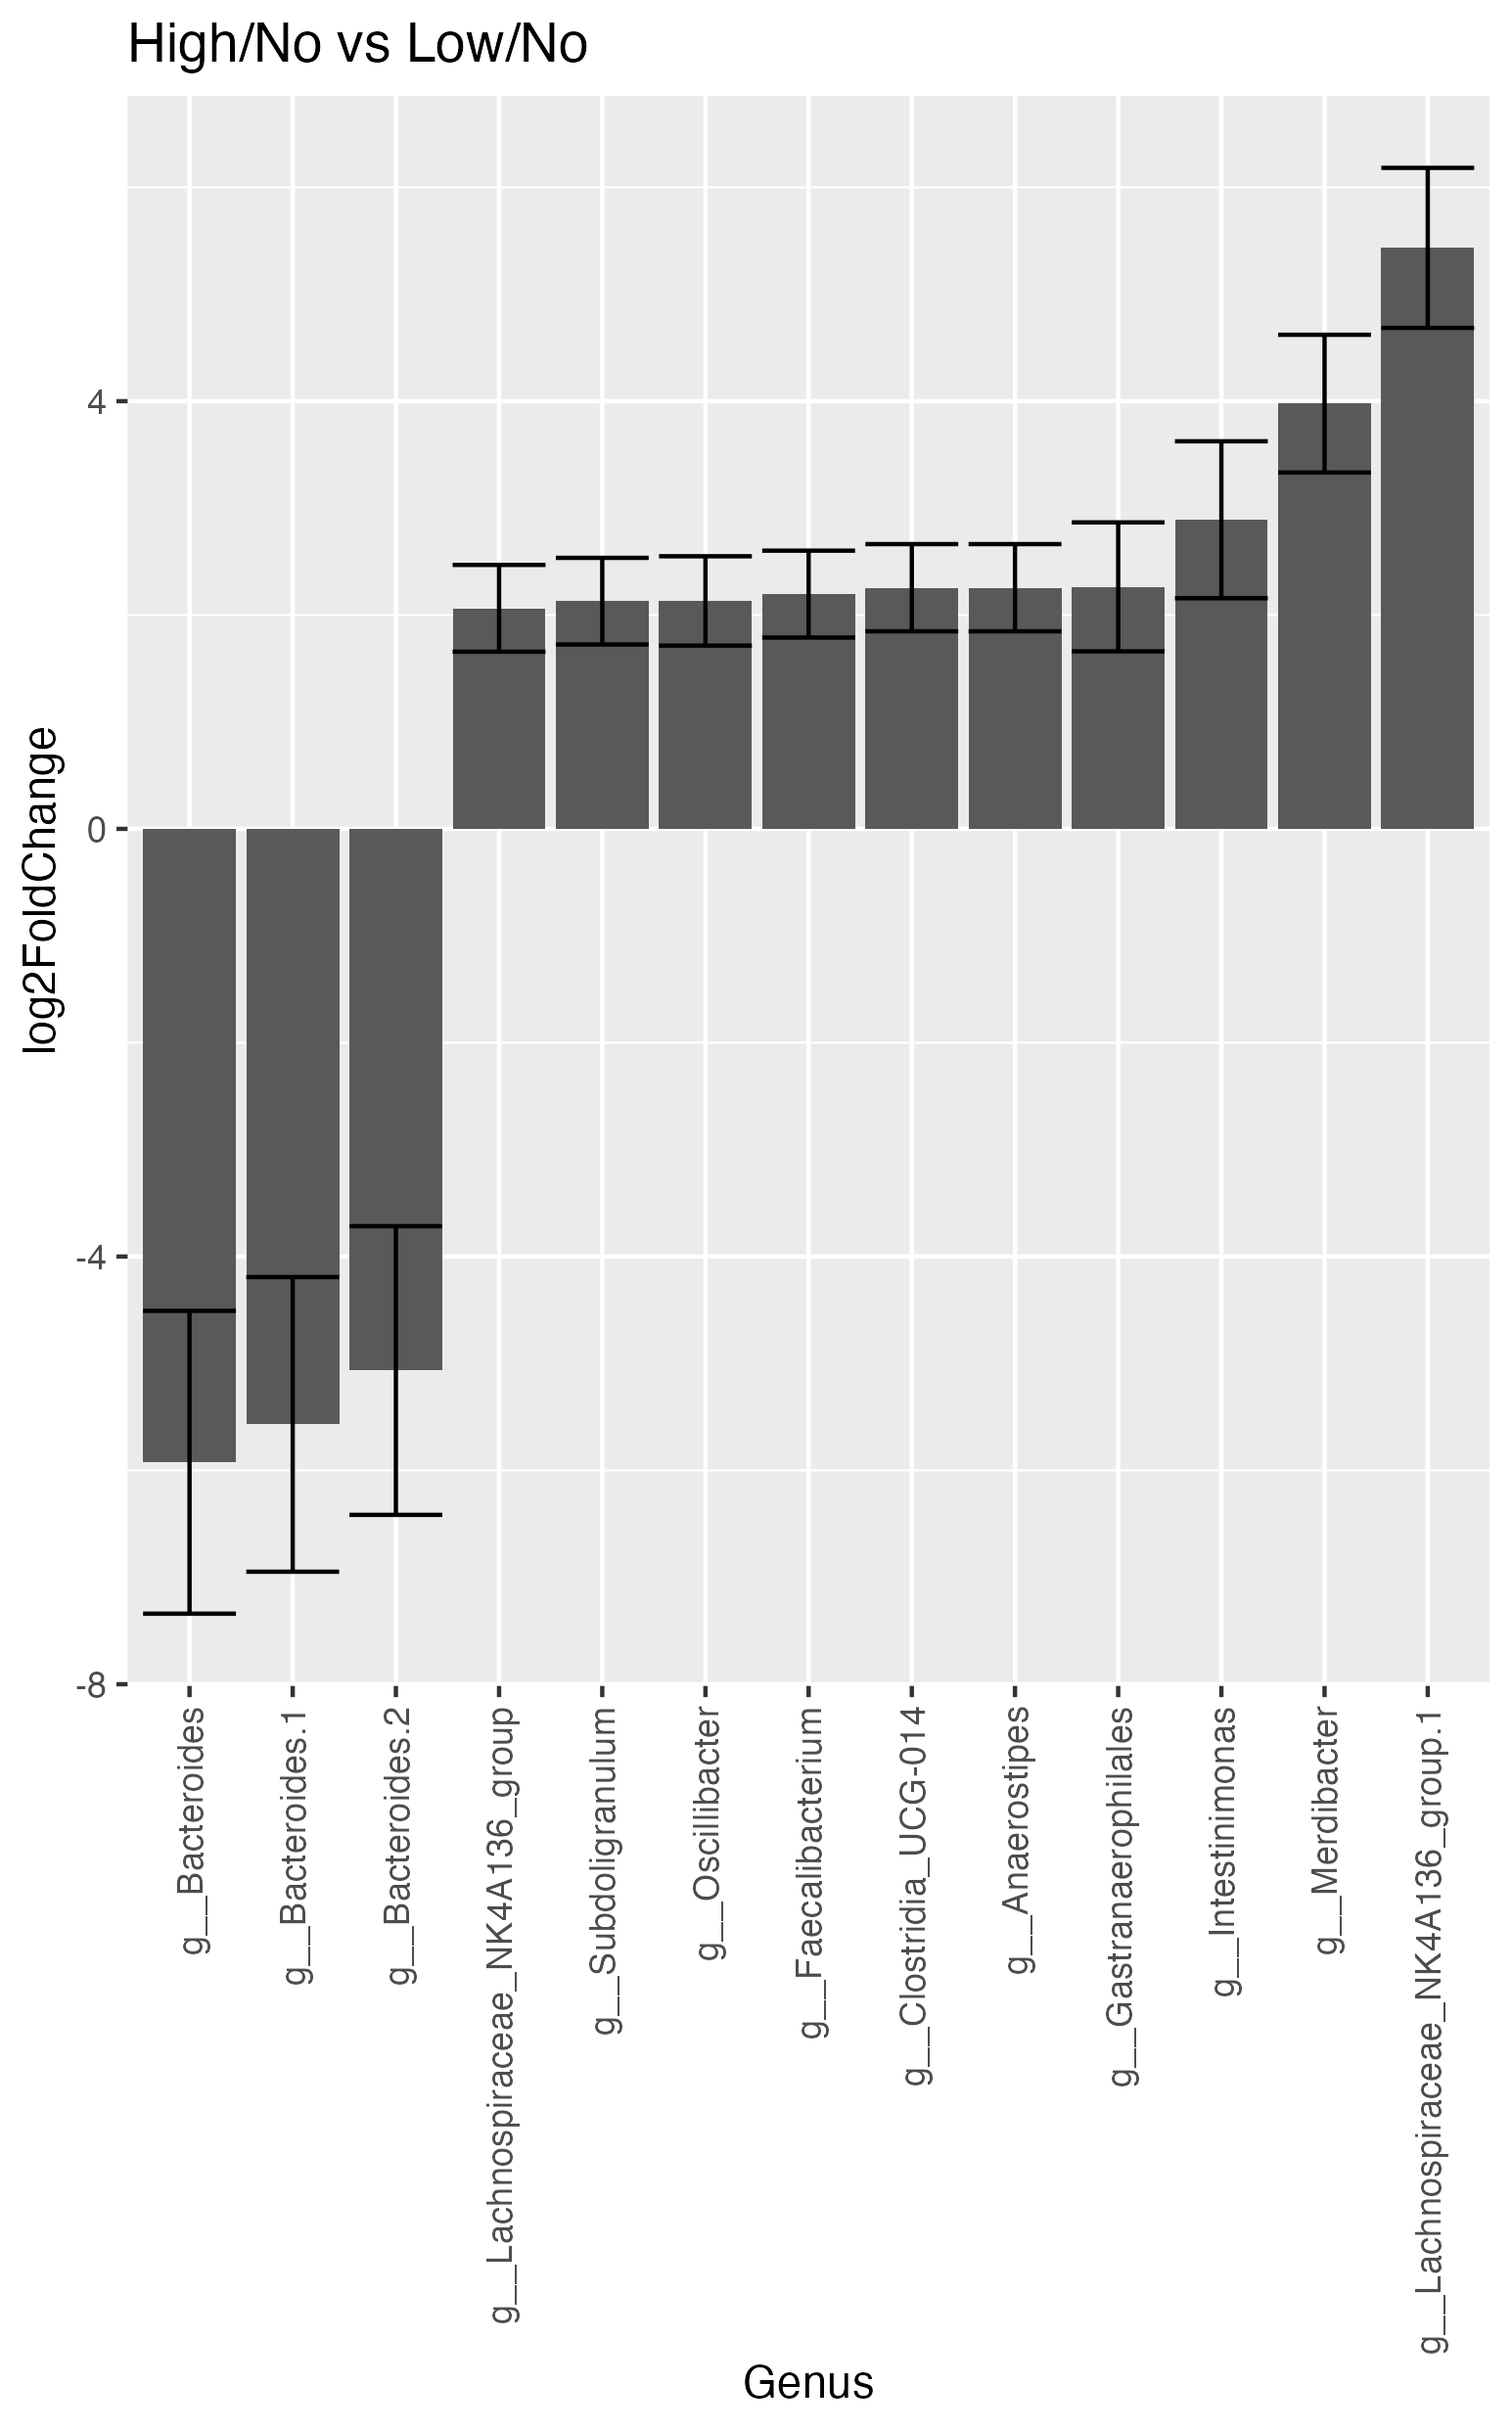 High/No vs Low/No
log2FoldChange
4
0
-4
-8
g__Bacteroides
g__Bacteroides.1
g__Bacteroides.2
g__Lachnospiraceae_NK4A136_group
g__Subdoligranulum
g__Oscillibacter
g__Faecalibacterium
g__Clostridia_UCG-014
g__Anaerostipes
g__Gastranaerophilales
g__Intestinimonas
g__Merdibacter
g__Lachnospiraceae_NK4A136_group.1
Genus